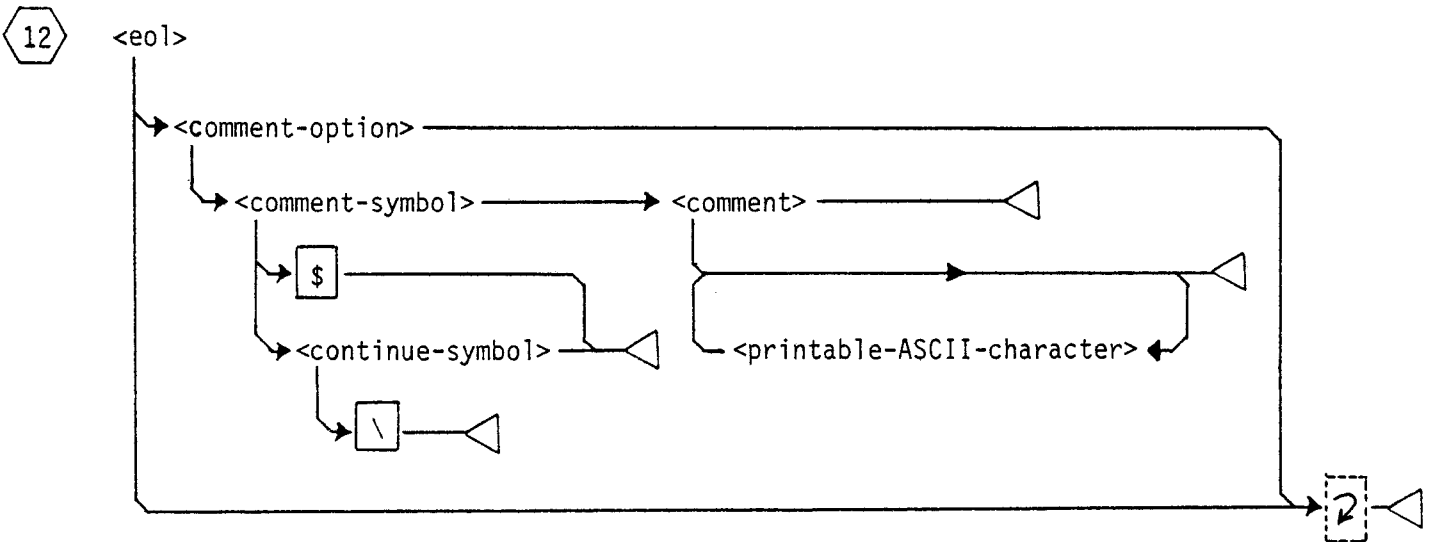 12 <eol>
<comment-option>
<comment-symbol> <comment>
$
<continue-symbol> <printable-ASCII-character>
\